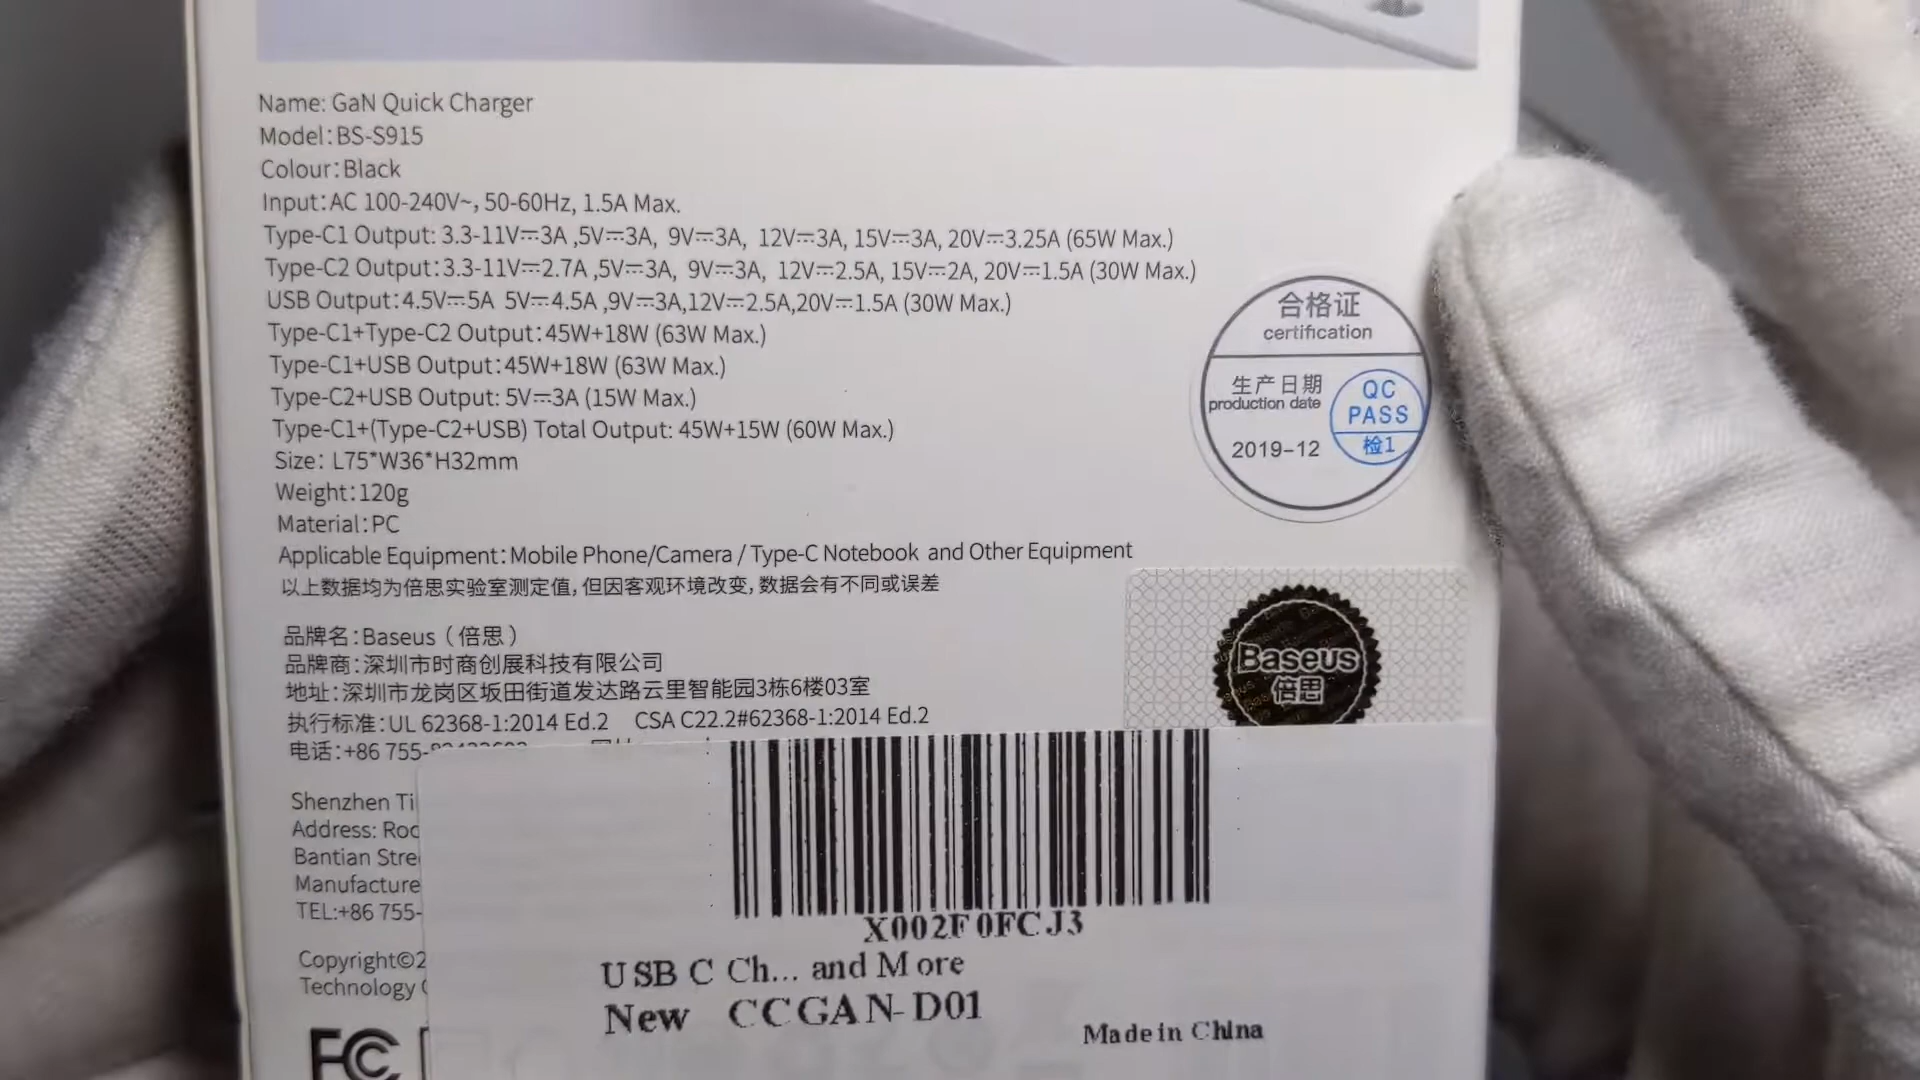 Name: GaN Quick Charger
Model:BS-S915
Colour:Black
Input:AC 100-240V~, 50-60Hz, 1.5A Max.
Type-C1 Output: 3.3-11V⎓3A ,5V⎓3A, 9V⎓3A, 12V⎓3A, 15V⎓3A, 20V⎓3.25A (65W Max.)
Type-C2 Output:3.3-11V⎓2.7A ,5V⎓3A, 9V⎓3A, 12V⎓2.5A, 15V⎓2A, 20V⎓1.5A (30W Max.)
USB Output:4.5V⎓5A 5V⎓4.5A ,9V⎓3A,12V⎓2.5A,20V⎓1.5A (30W Max.)
Type-C1+Type-C2 Output:45W+18W (63W Max.)
Type-C1+USB Output:45W+18W (63W Max.)
Type-C2+USB Output: 5V⎓3A (15W Max.)
Type-C1+(Type-C2+USB) Total Output: 45W+15W (60W Max.)
Size: L75*W36*H32mm
Weight:120g
Material:PC
Applicable Equipment:Mobile Phone/Camera / Type-C Notebook and Other Equipment
以上数据均为倍思实验室测定值,但因客观环境改变,数据会有不同或误差
合格证
certification
生产日期
production date
2019-12
QC
PASS
检1
品牌名:Baseus（倍思）
品牌商:深圳市时商创展科技有限公司
地址:深圳市龙岗区坂田街道发达路云里智能园3栋6楼03室
执行标准:UL 62368-1:2014 Ed.2 CSA C22.2#62368-1:2014 Ed.2
电话:+86 755-
Baseus
倍思
Shenzhen Ti
Address: Roo
Bantian Stre
Manufacture
TEL:+86 755-
Copyright©2
Technology
FC
X002F0FCJ3
USB C Ch... and More
New CCGAN-D01
Made in China